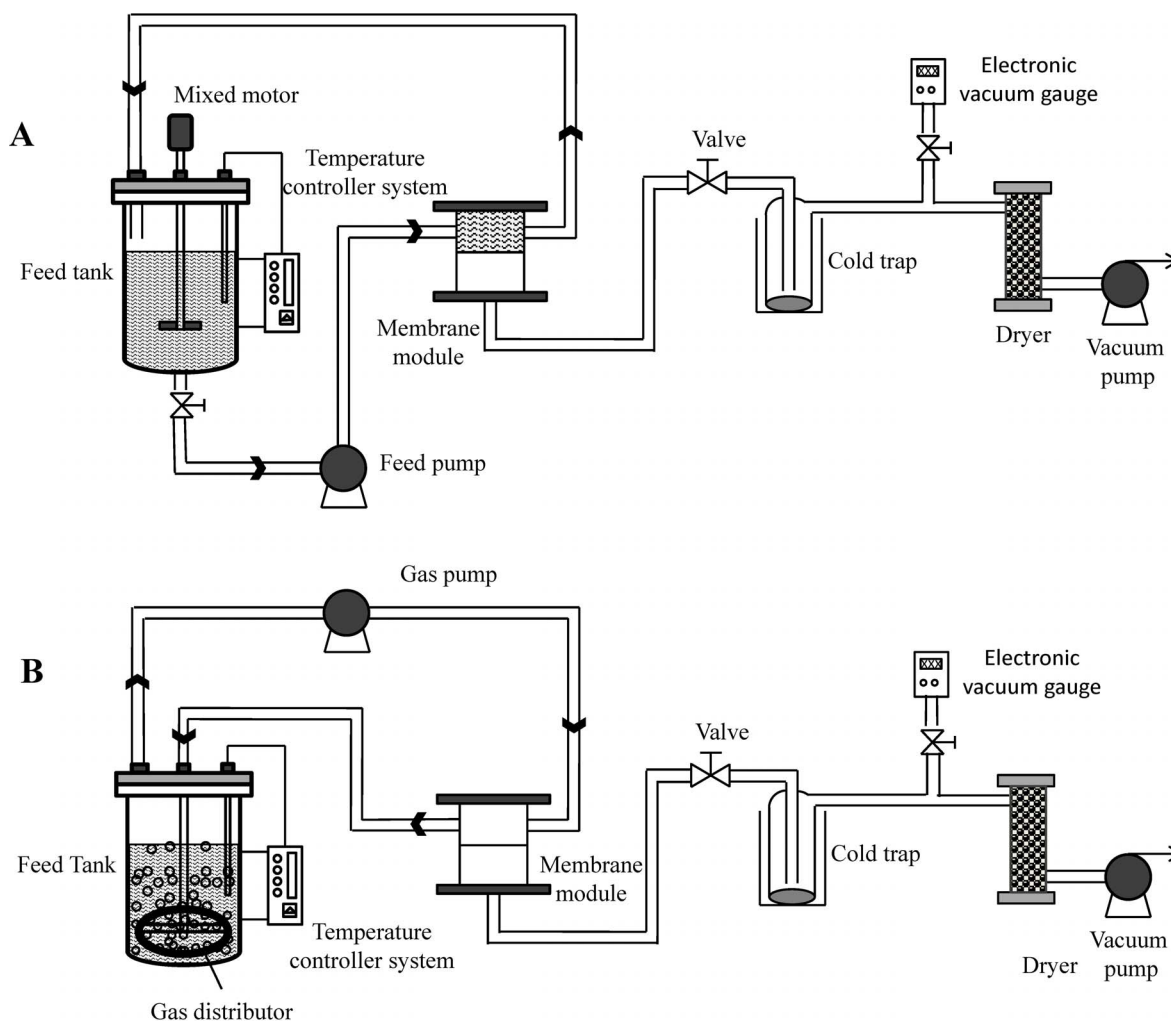 A
Mixed motor
Temperature
controller system
Feed tank
Membrane
module
Feed pump
Valve
Electronic
vacuum gauge
Cold trap
Dryer
Vacuum
pump
B
Gas pump
Feed Tank
Temperature
controller system
Gas distributor
Membrane
module
Valve
Electronic
vacuum gauge
Cold trap
Dryer
Vacuum
pump